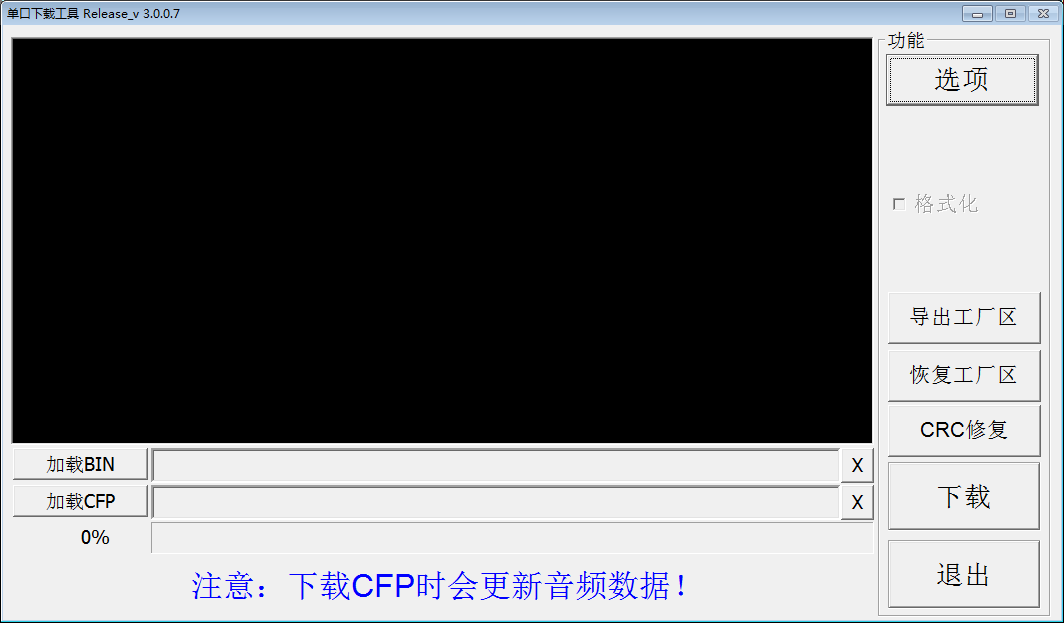 单口下载工具 Release_v 3.0.0.7
功能
选项
格式化
导出工厂区
恢复工厂区
CRC修复
加载BIN
X
下载
加载CFP
X
0%
退出
注意：下载CFP时会更新音频数据！